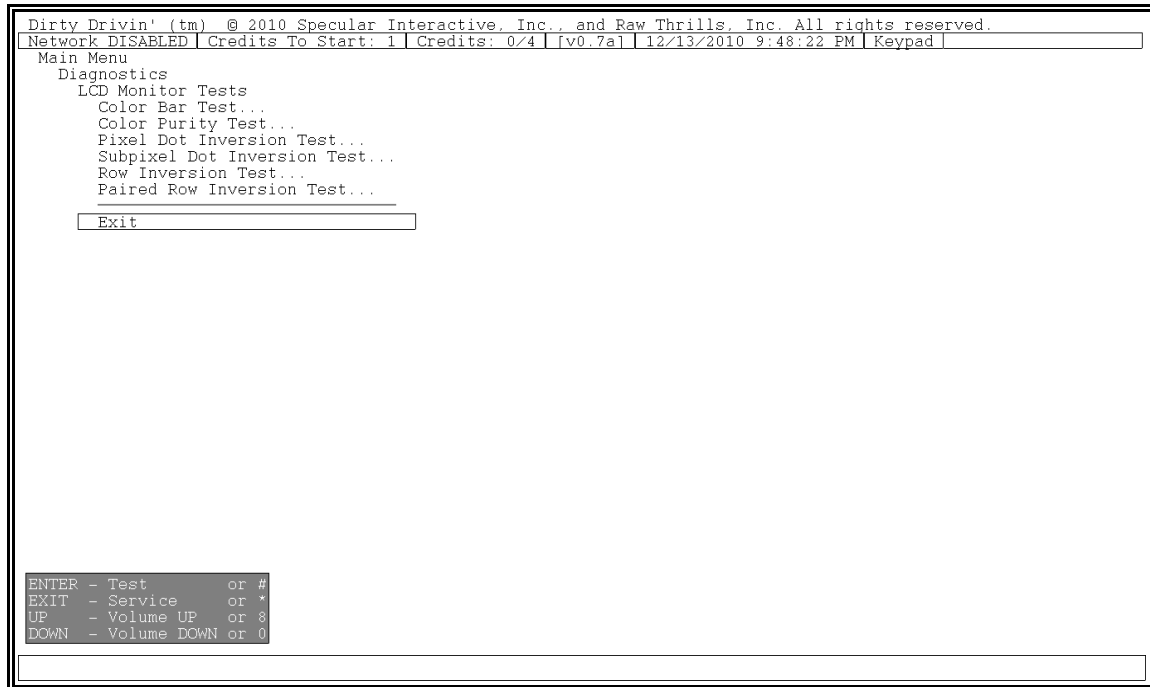 Dirty Drivin' (tm) © 2010 Specular Interactive, Inc., and Raw Thrills, Inc. All rights reserved.
Network DISABLED | Credits To Start: 1 | Credits: 0/4 | [v0.7a] | 12/13/2010 9:48:22 PM | Keypad |
Main Menu
Diagnostics
LCD Monitor Tests
Color Bar Test...
Color Purity Test...
Pixel Dot Inversion Test...
Subpixel Dot Inversion Test...
Row Inversion Test...
Paired Row Inversion Test...
Exit
ENTER - Test or #
EXIT - Service or *
UP - Volume UP or 8
DOWN - Volume DOWN or 0